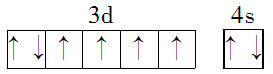 3d 4s
↑↓ ↑ ↑ ↑ ↑ ↑↓